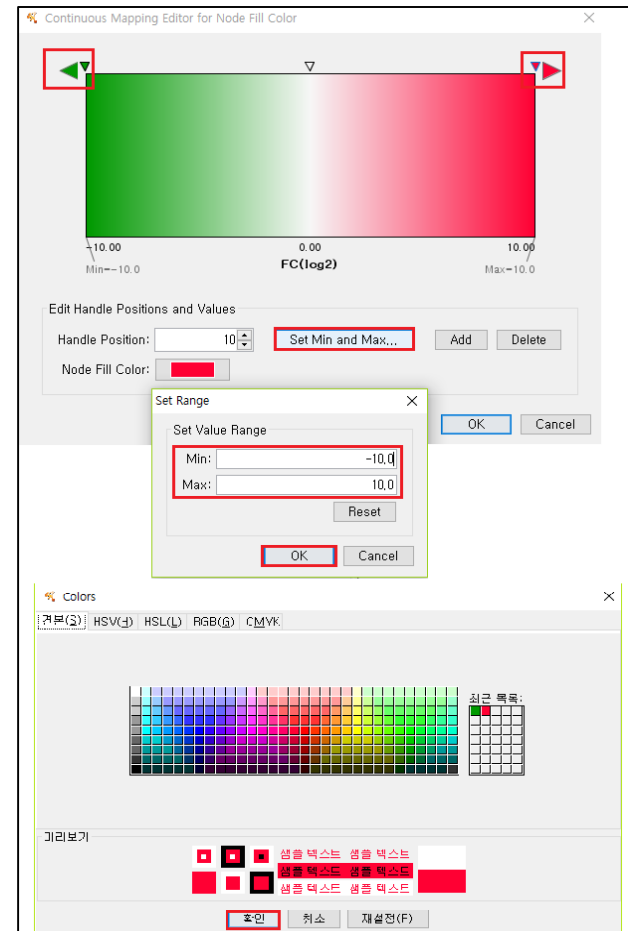 Continuous Mapping Editor for Node Fill Color
-10.00 0.00 10.00
Min=-10.0 FC(log2) Max=10.0
Edit Handle Positions and Values
Handle Position: 10 Set Min and Max... Add Delete
Node Fill Color:
OK Cancel
Set Range
Set Value Range
Min: -10,0
Max: 10,0
Reset
OK Cancel
Colors
견본(S) HSV(H) HSL(L) RGB(G) CMYK
최근 목록:
미리보기
샘플 텍스트 샘플 텍스트
샘플 텍스트 샘플 텍스트
샘플 텍스트 샘플 텍스트
확인 취소 재설정(F)